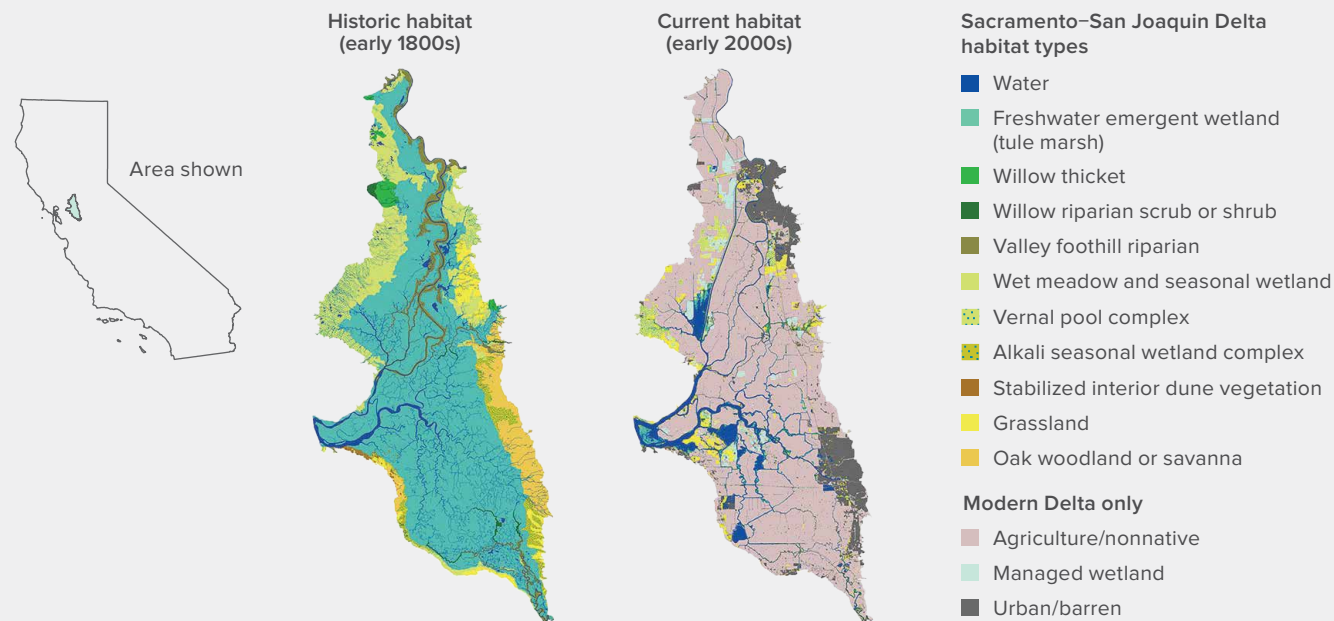 Historic habitat
(early 1800s)
Current habitat
(early 2000s)
Area shown
Sacramento–San Joaquin Delta
habitat types
Water
Freshwater emergent wetland
(tule marsh)
Willow thicket
Willow riparian scrub or shrub
Valley foothill riparian
Wet meadow and seasonal wetland
Vernal pool complex
Alkali seasonal wetland complex
Stabilized interior dune vegetation
Grassland
Oak woodland or savanna
Modern Delta only
Agriculture/nonnative
Managed wetland
Urban/barren